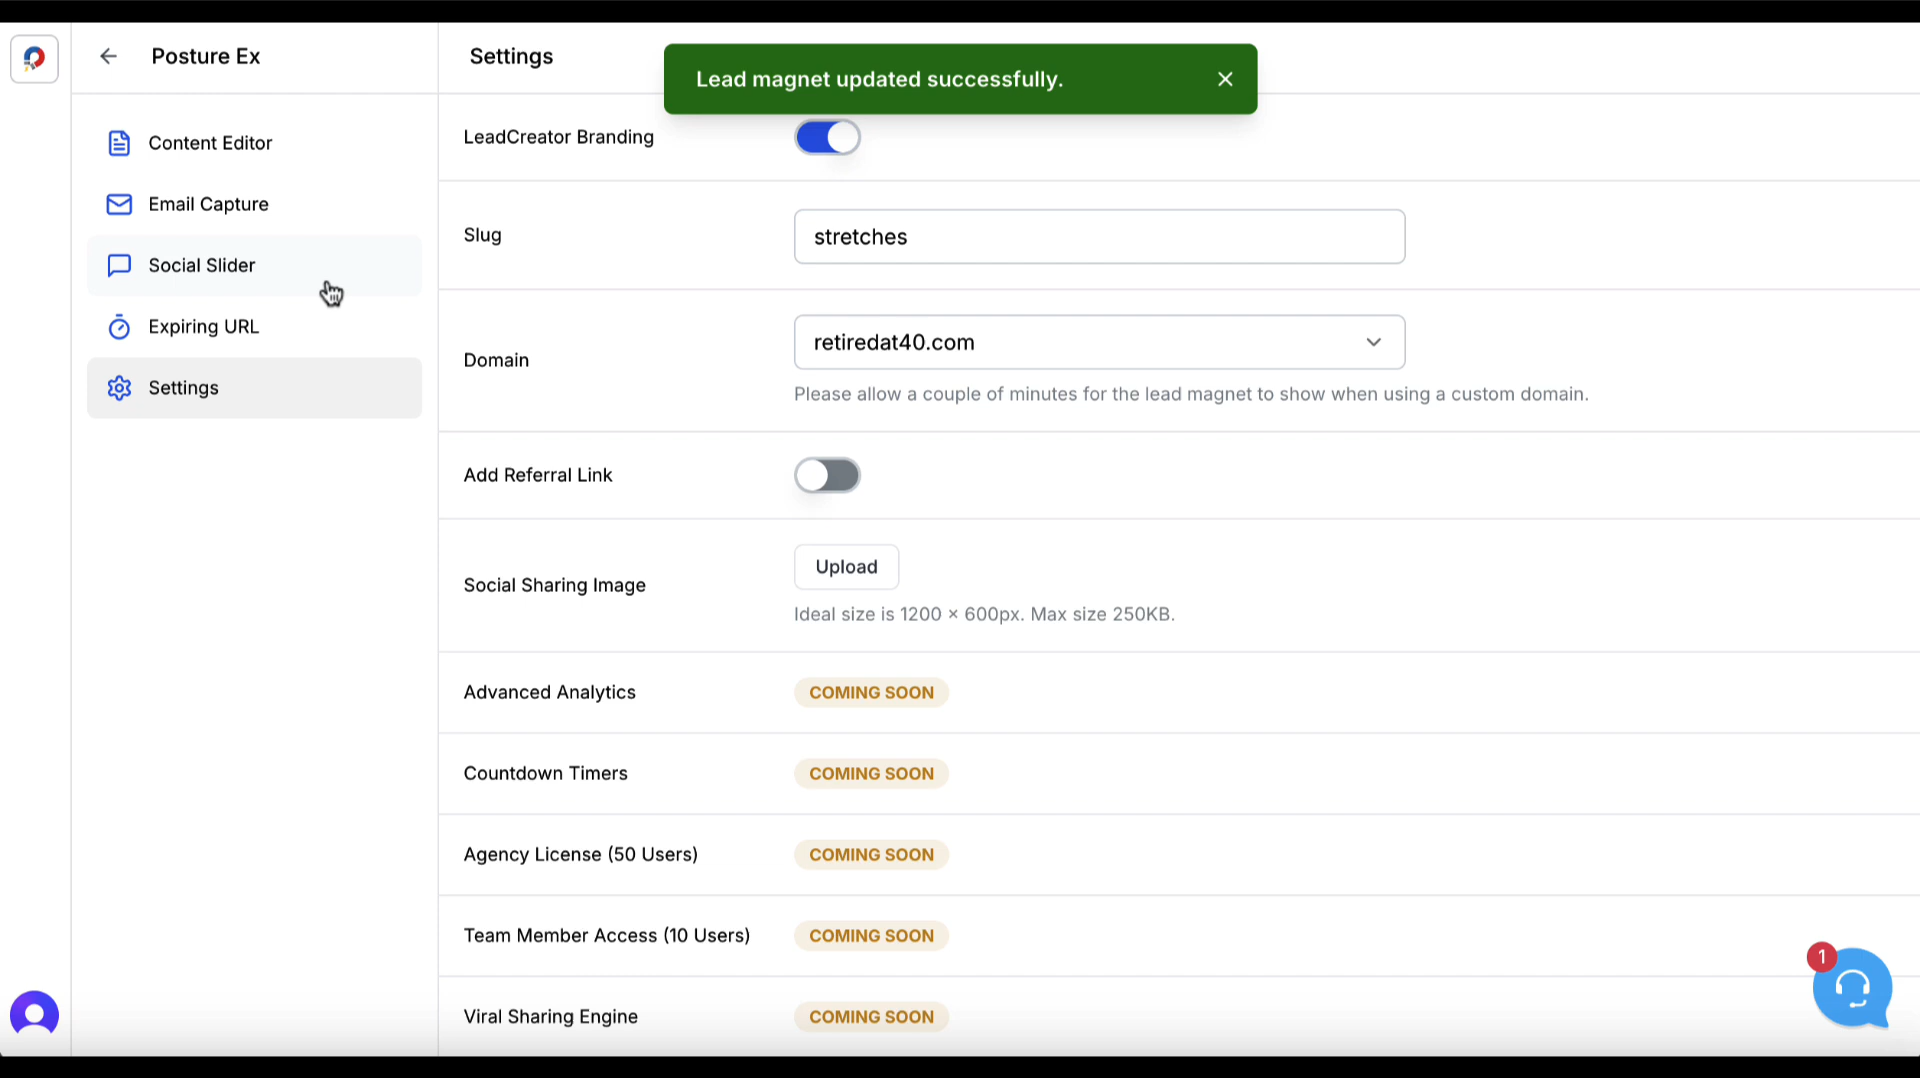 Posture Ex
Settings
Lead magnet updated successfully.
Content Editor
Email Capture
Social Slider
Expiring URL
Settings
LeadCreator Branding
Slug
stretches
Domain
retiredat40.com
Please allow a couple of minutes for the lead magnet to show when using a custom domain.
Add Referral Link
Social Sharing Image
Upload
Ideal size is 1200 × 600px. Max size 250KB.
Advanced Analytics
COMING SOON
Countdown Timers
COMING SOON
Agency License (50 Users)
COMING SOON
Team Member Access (10 Users)
COMING SOON
Viral Sharing Engine
COMING SOON
1